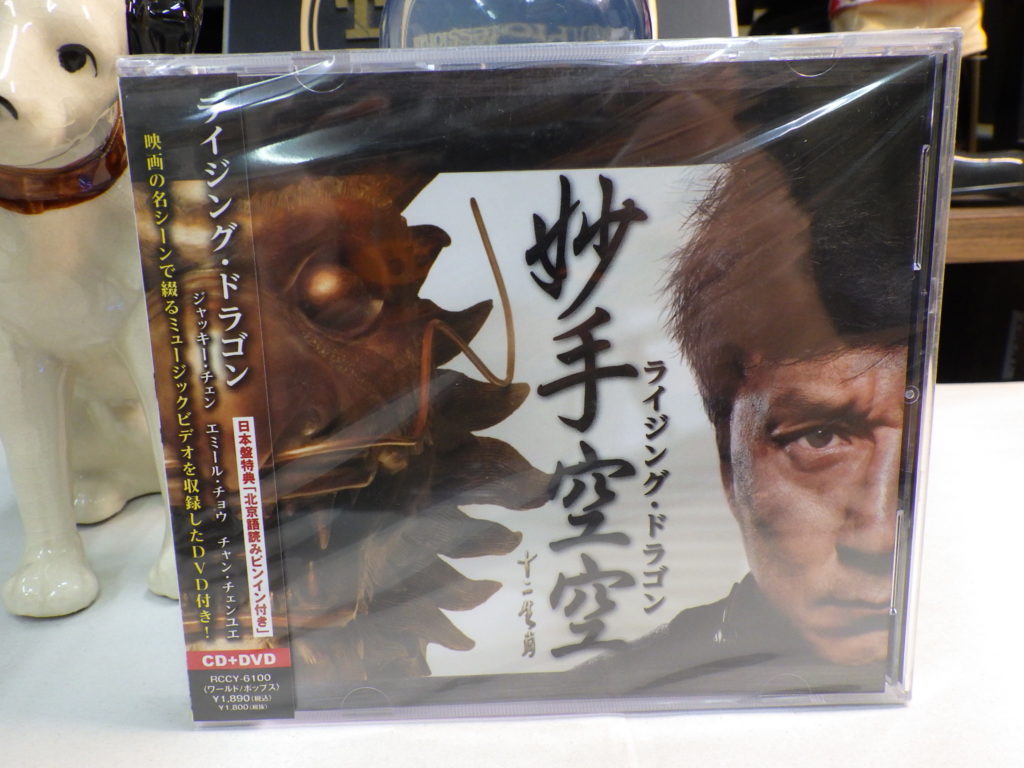 映画の名シーンで綴るミュージックビデオを収録したDVD付き!
ライジング・ドラゴン
ジャッキー・チェン エミール・チョウ チャン・チェンユエ
日本盤特典「北京語読みピンイン付き」
CD+DVD
RCCY-6100
(ワールド/ポップス)
¥1,890(税込)
¥1,800(税抜)
妙手空空
ライジング・ドラゴン
十二生肖